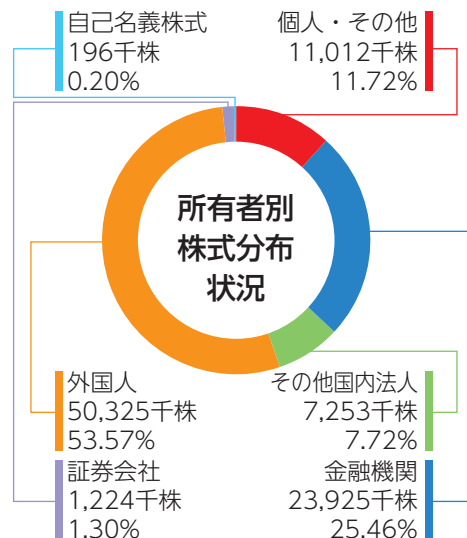 自己名義株式
196千株
0.20%
個人・その他
11,012千株
11.72%
所有者別
株式分布
状況
外国人
50,325千株
53.57%
その他国内法人
7,253千株
7.72%
証券会社
1,224千株
1.30%
金融機関
23,925千株
25.46%